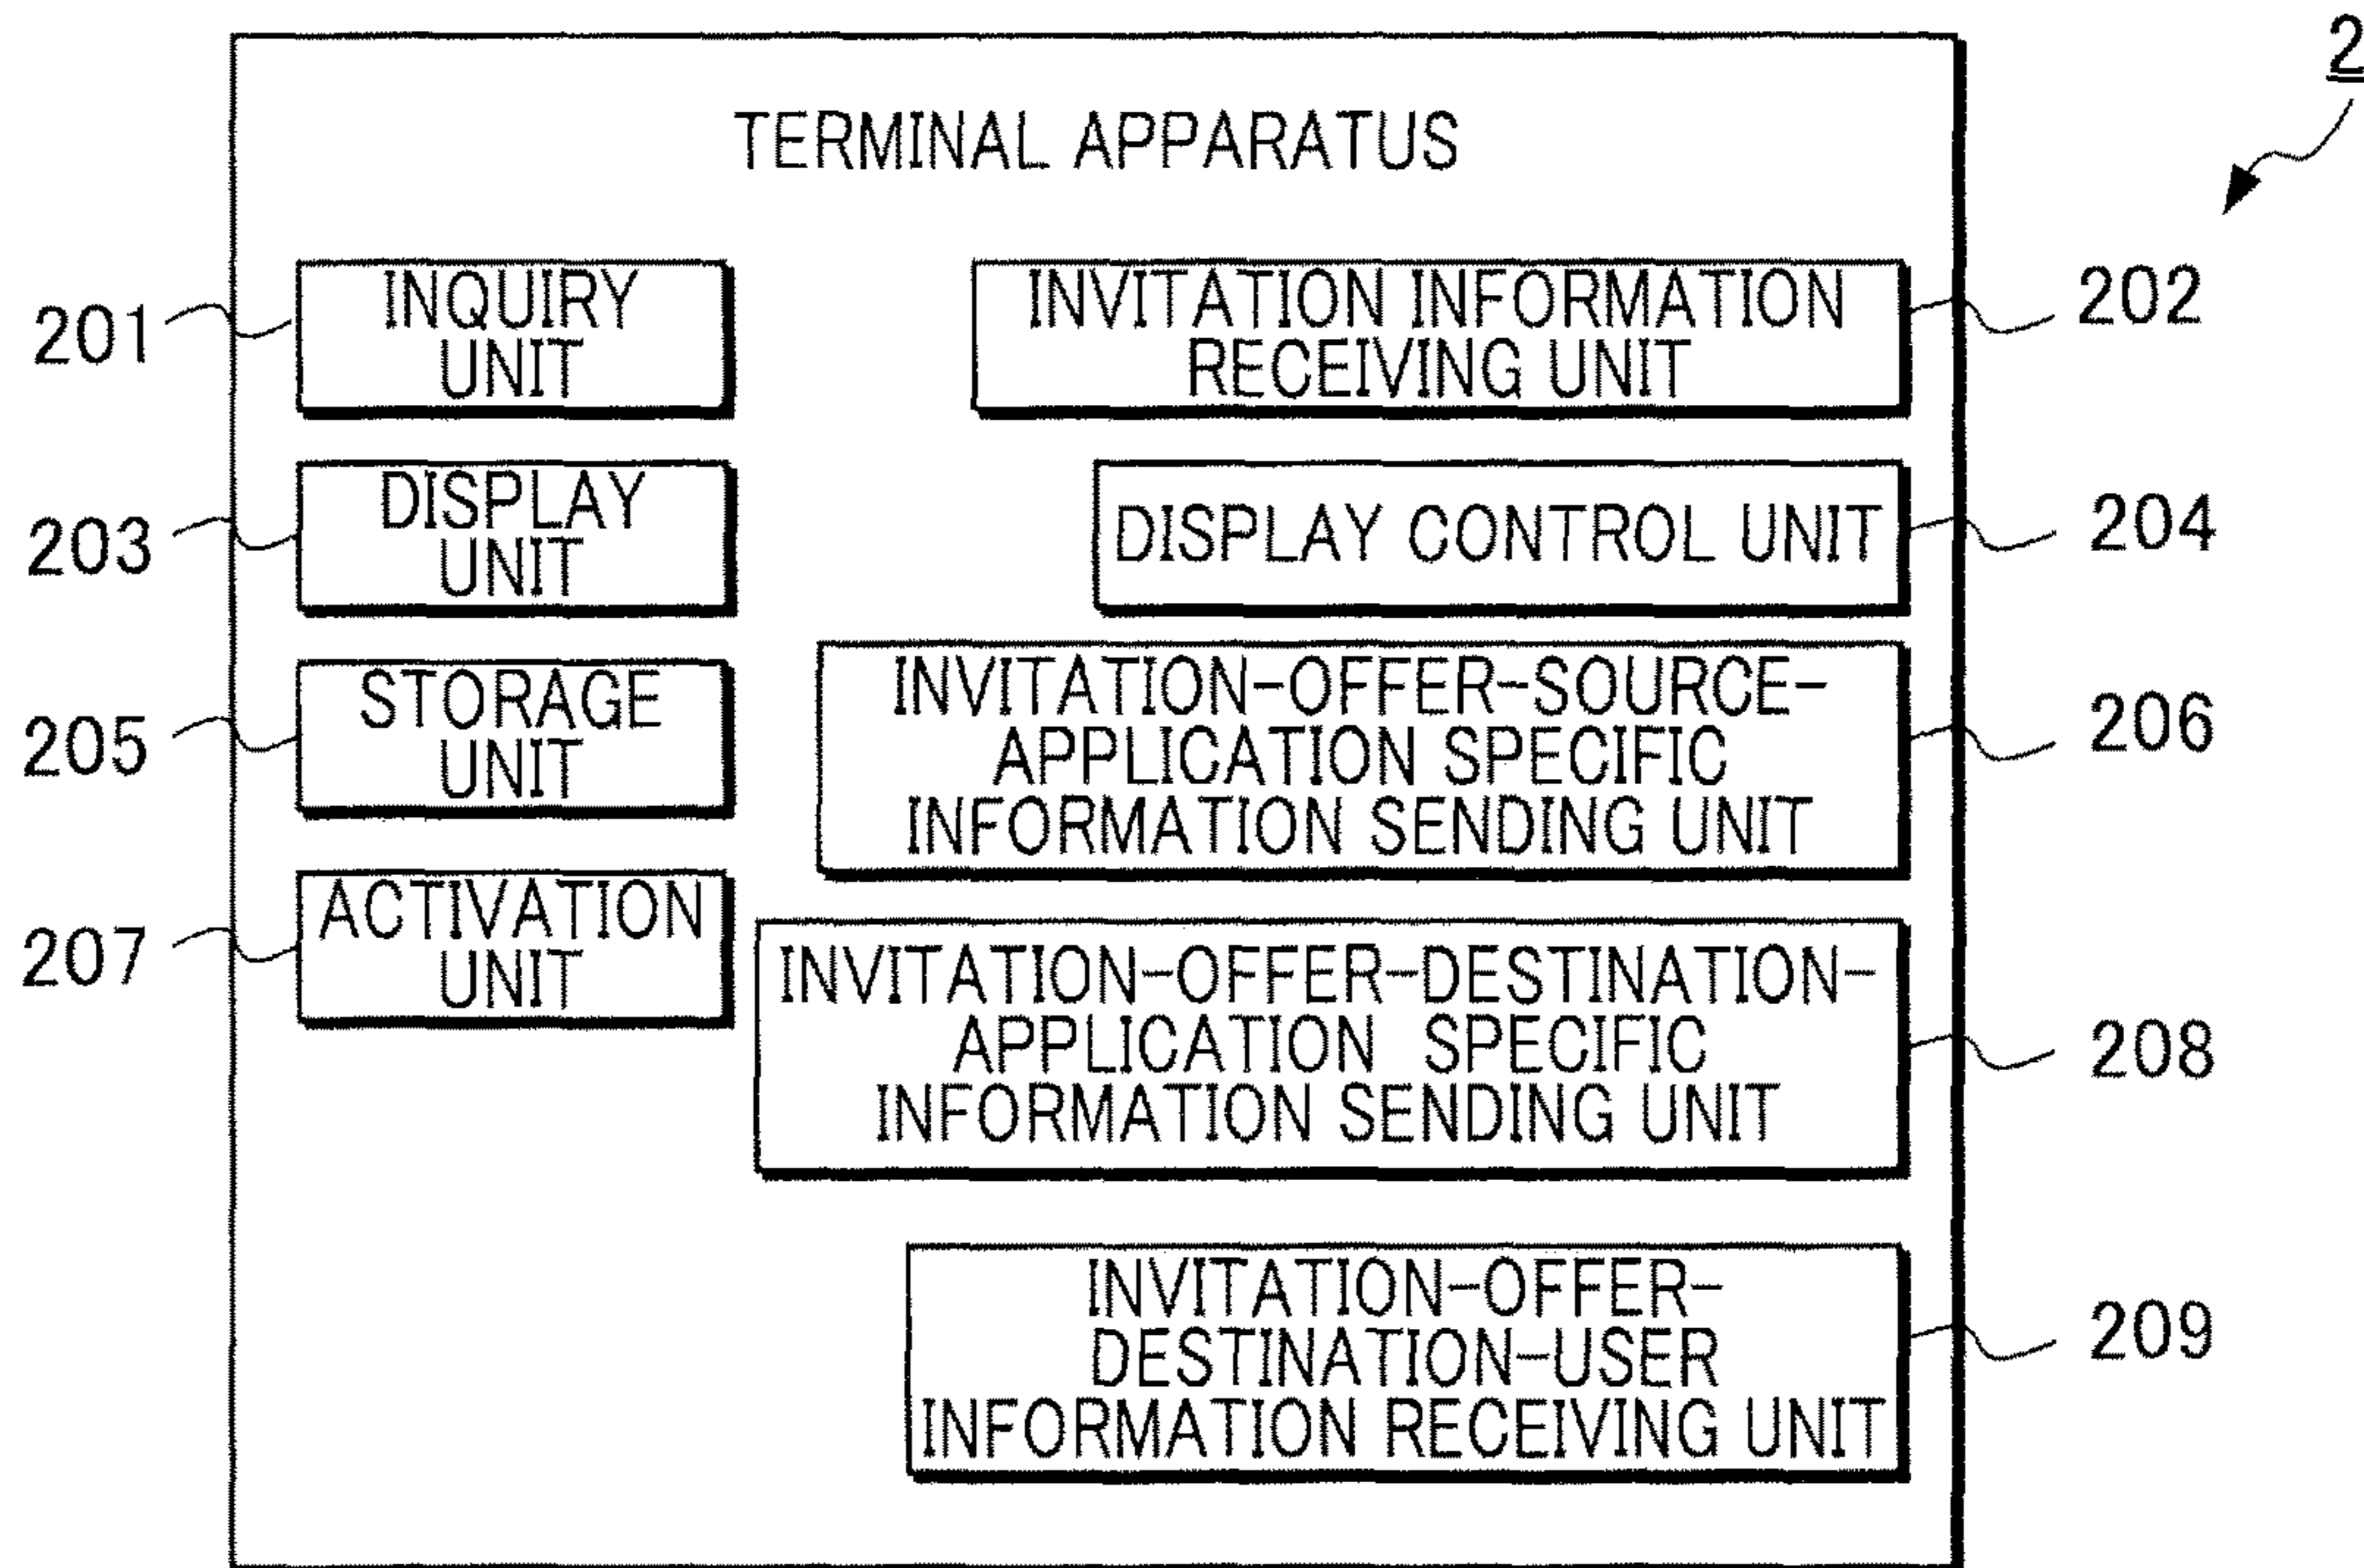 2
TERMINAL APPARATUS
201
INQUIRY
UNIT
INVITATION INFORMATION
RECEIVING UNIT
202
203
DISPLAY
UNIT
DISPLAY CONTROL UNIT
204
205
STORAGE
UNIT
INVITATION-OFFER-SOURCE-
APPLICATION SPECIFIC
INFORMATION SENDING UNIT
206
207
ACTIVATION
UNIT
INVITATION-OFFER-DESTINATION-
APPLICATION SPECIFIC
INFORMATION SENDING UNIT
208
INVITATION-OFFER-
DESTINATION-USER
INFORMATION RECEIVING UNIT
209